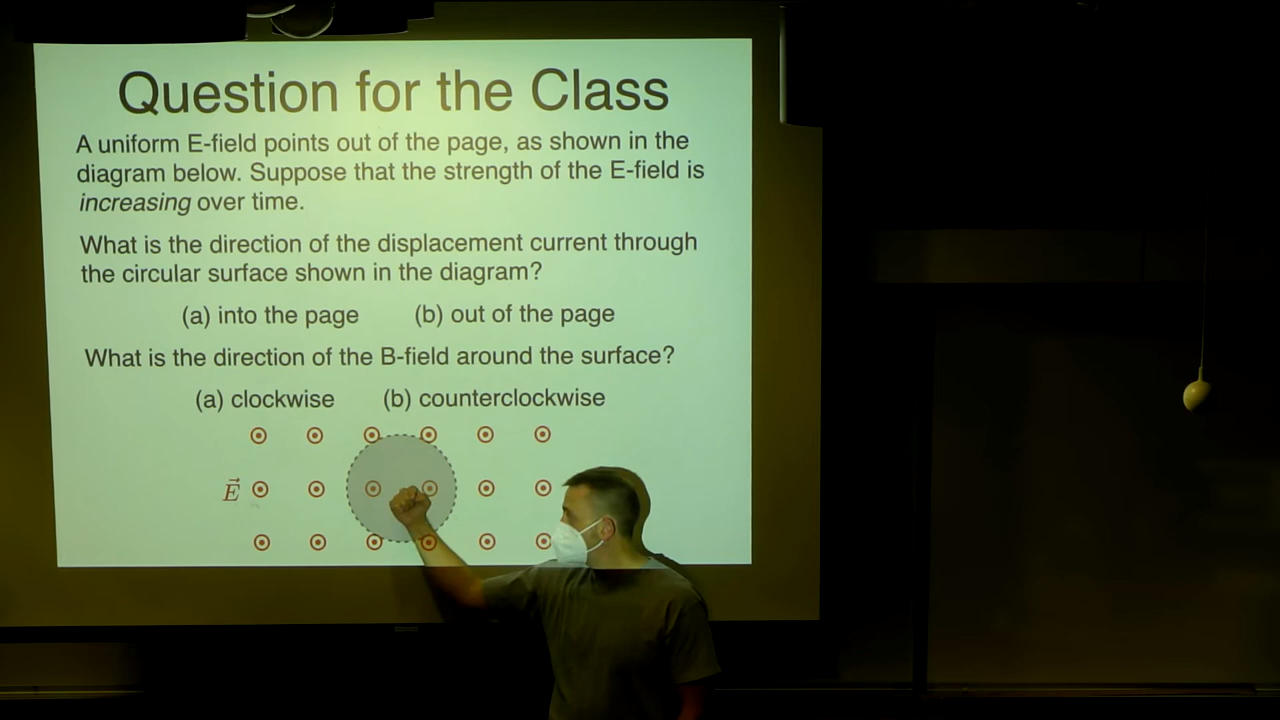 Question for the Class
A uniform E-field points out of the page, as shown in the
diagram below. Suppose that the strength of the E-field is
increasing over time.
What is the direction of the displacement current through
the circular surface shown in the diagram?
(a) into the page (b) out of the page
What is the direction of the B-field around the surface?
(a) clockwise (b) counterclockwise
E⃗